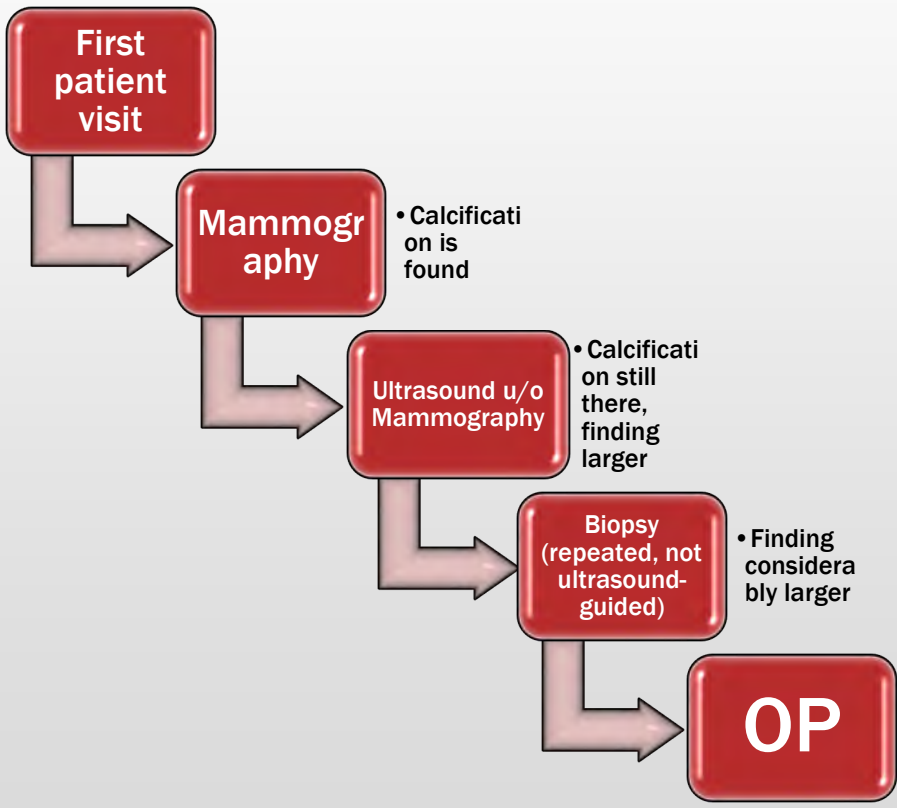 First
patient
visit
Mammogr
aphy
• Calcificati
on is
found
Ultrasound u/o
Mammography
• Calcificati
on still
there,
finding
larger
Biopsy
(repeated, not
ultrasound-
guided)
• Finding
considera
bly larger
OP